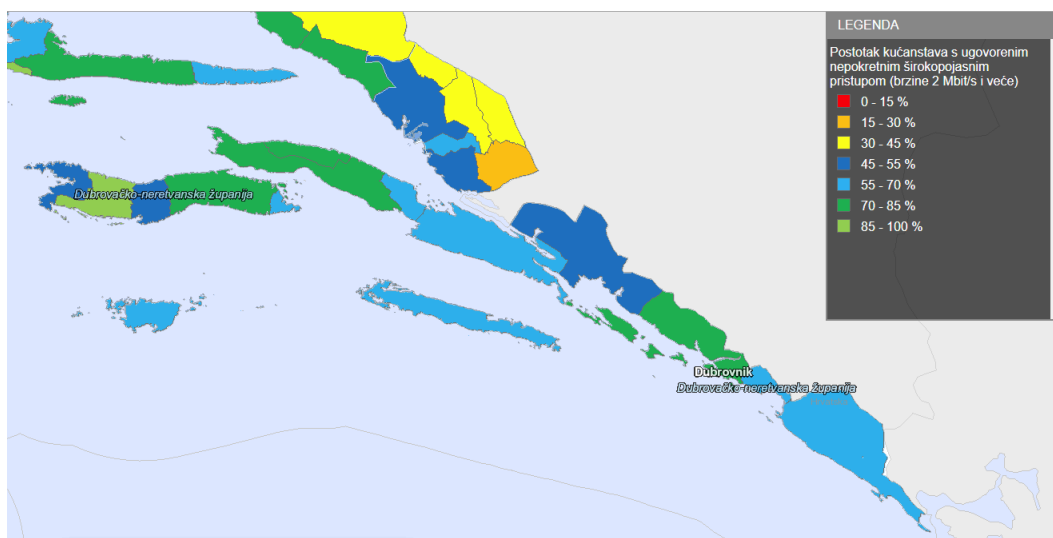 LEGENDA
Postotak kućanstava s ugovorenim
nepokretnim širokopojasnim
pristupom (brzine 2 Mbit/s i veće)
0 - 15 %
15 - 30 %
30 - 45 %
45 - 55 %
55 - 70 %
70 - 85 %
85 - 100 %
Dubrovačko-neretvanska županija
Dubrovnik
Dubrovačko-neretvanska županija